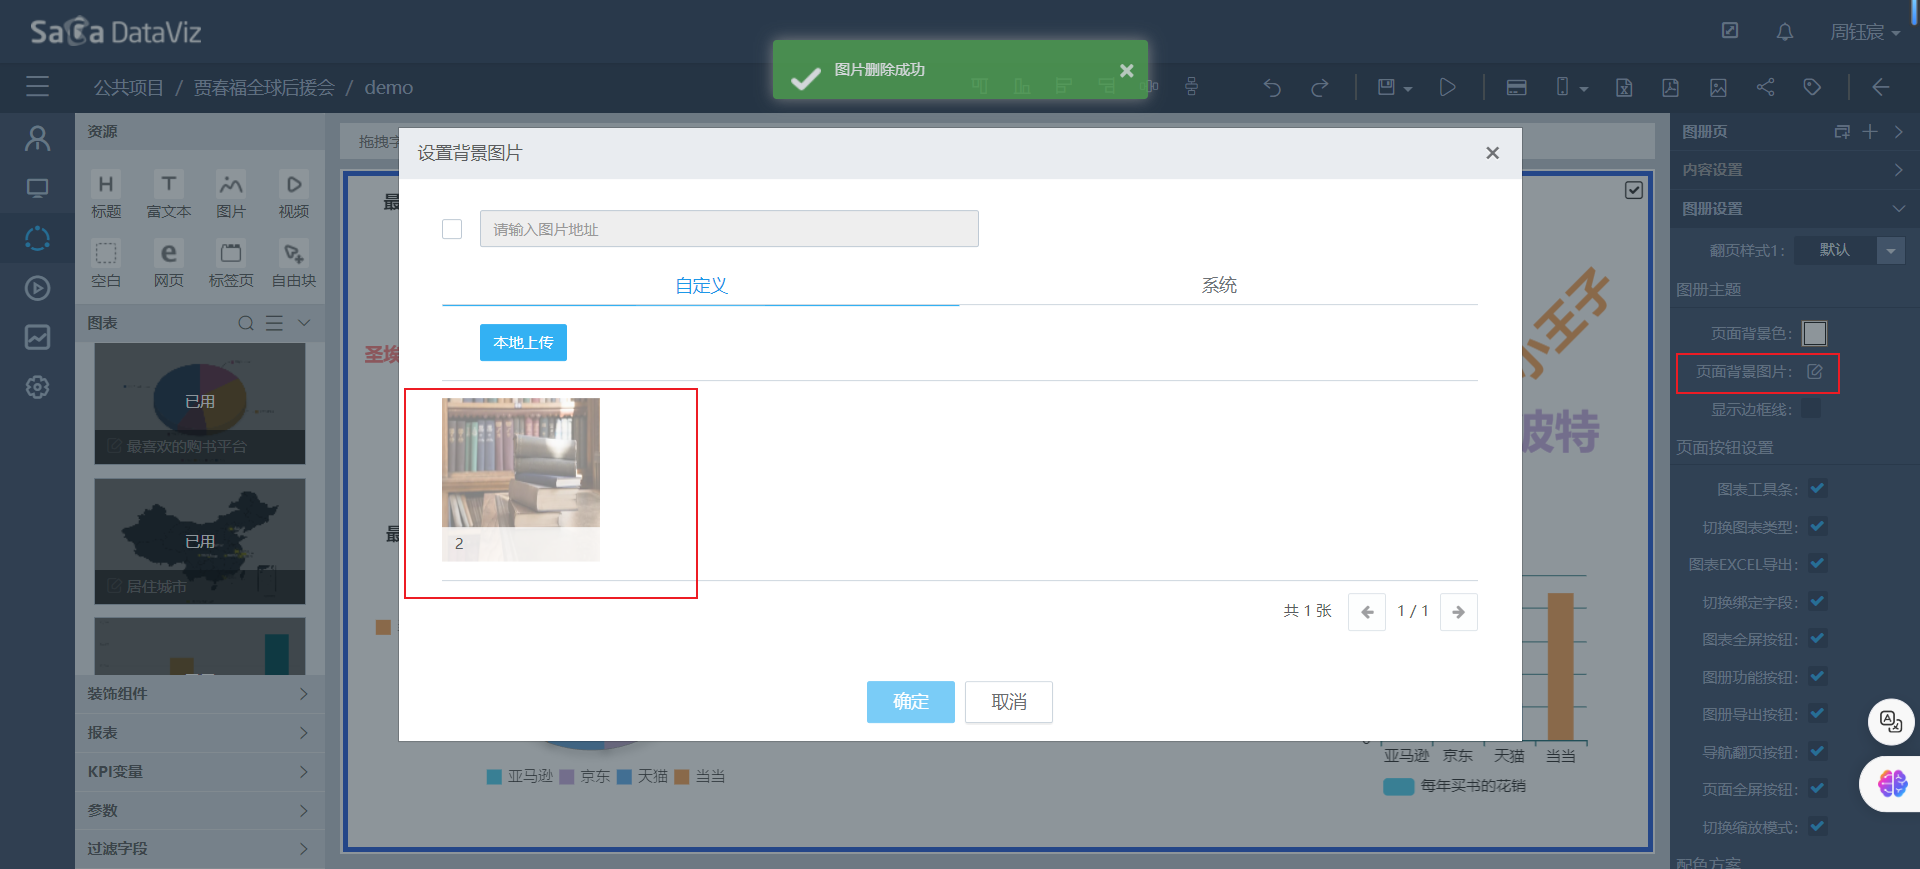 SaCa DataViz
图片删除成功
周钰宸
公共项目 / 贾春福全球后援会 / demo
资源
标题
富文本
图片
视频
空白
网页
标签页
自由块
图表
已用
最喜欢的购书平台
已用
居住城市
装饰组件
报表
KPI变量
参数
过滤字段
拖拽字
最
圣埃
最
设置背景图片
请输入图片地址
自定义
系统
本地上传
2
共 1 张
1 / 1
确定
取消
小王子
波特
亚马逊
京东
天猫
当当
0
亚马逊
京东
天猫
当当
每年买书的花销
图册页
内容设置
图册设置
翻页样式1:
默认
图册主题
页面背景色:
页面背景图片:
显示边框线:
页面按钮设置
图表工具条:
切换图表类型:
图表EXCEL导出:
切换绑定字段:
图表全屏按钮:
图册功能按钮:
图册导出按钮:
导航翻页按钮:
页面全屏按钮:
切换缩放模式:
配色方案